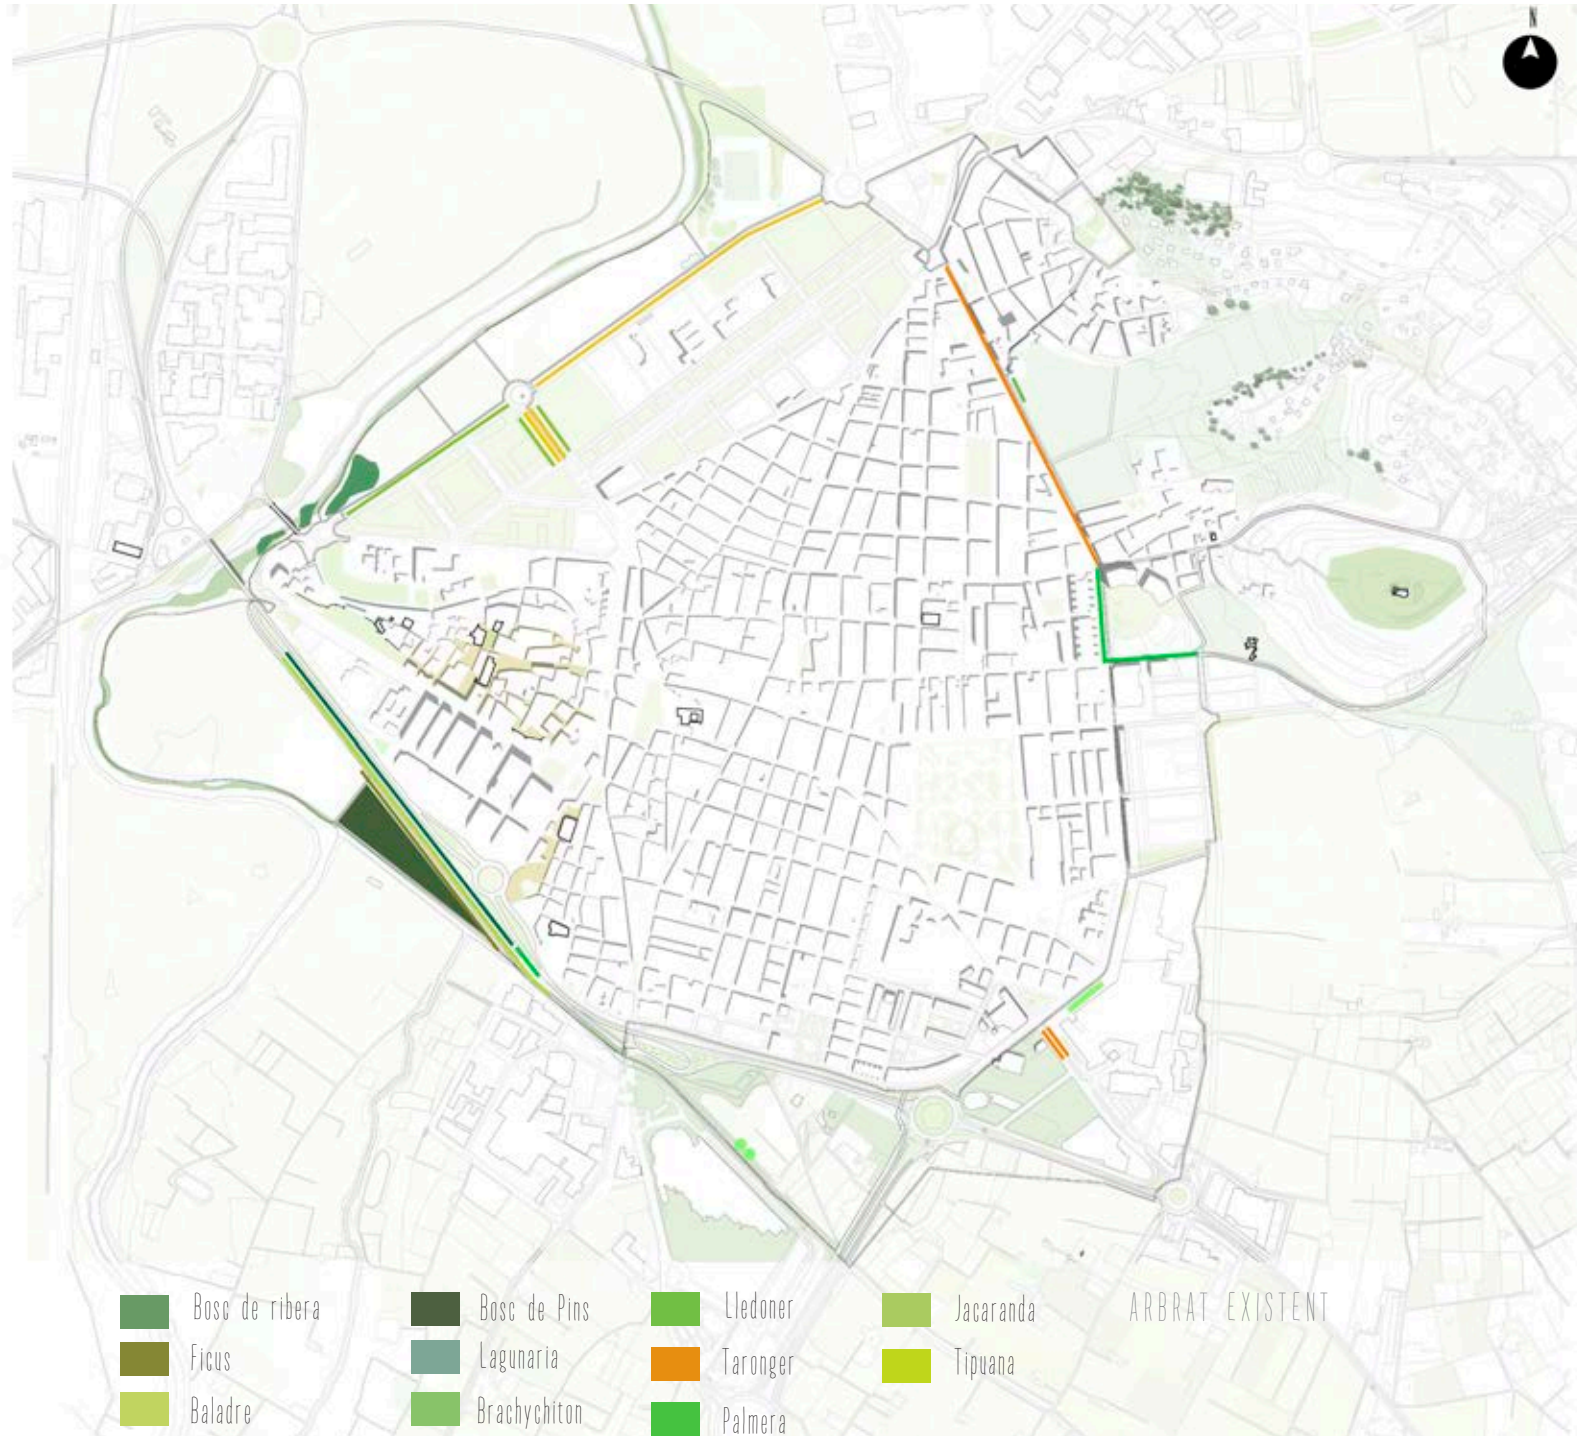 N
Bosc de ribera
Ficus
Baladre
Bosc de Pins
Lagunaria
Brachychiton
Lledoner
Taronger
Palmera
Jacaranda
Tipuana
ARBRAT EXISTENT